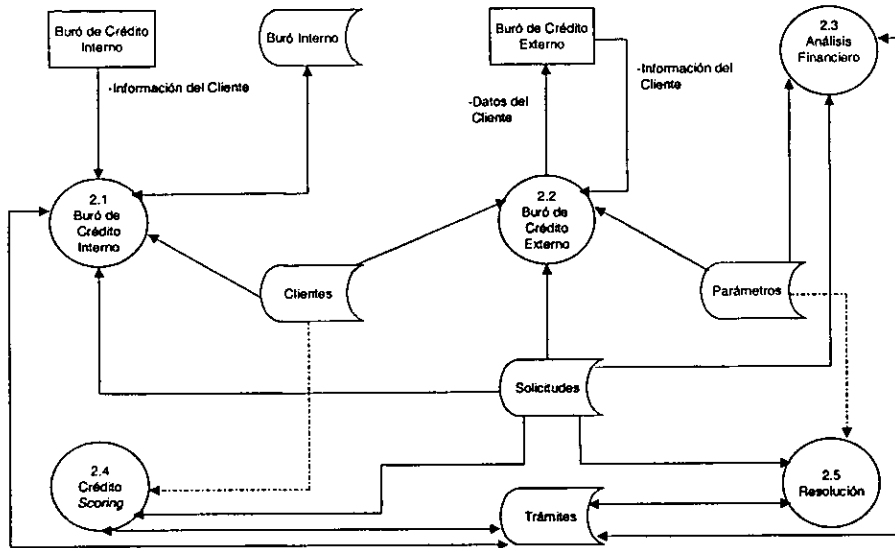 Buró de Crédito
Interno
Buró Interno
Buró de Crédito
Externo
2.3
Análisis
Financiero
-Información del Cliente
-Datos del
Cliente
-Información del
Cliente
2.1
Buró de
Crédito
Interno
2.2
Buró de
Crédito
Externo
Clientes
Parámetros
Solicitudes
2.4
Crédito
Scoring
2.5
Resolución
Trámites